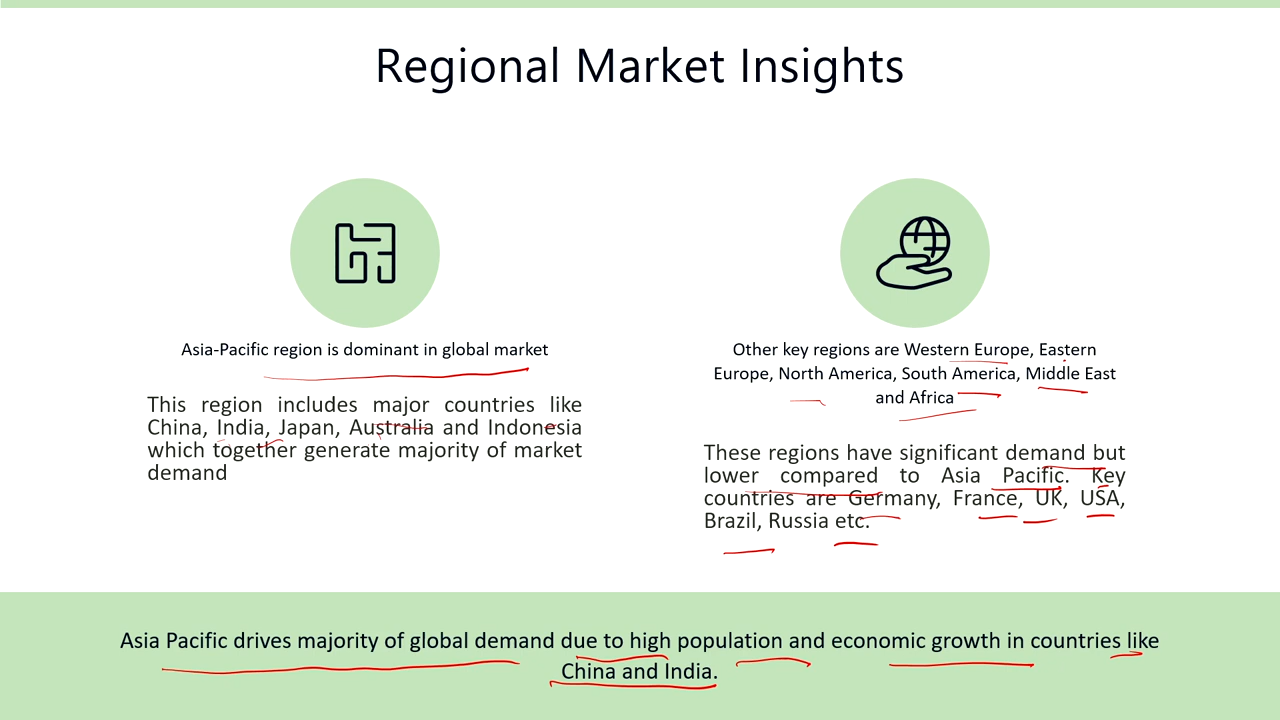 Regional Market Insights
Asia-Pacific region is dominant in global market
This region includes major countries like
China, India, Japan, Australia and Indonesia
which together generate majority of market
demand
Other key regions are Western Europe, Eastern
Europe, North America, South America, Middle East
and Africa
These regions have significant demand but
lower compared to Asia Pacific. Key
countries are Germany, France, UK, USA,
Brazil, Russia etc.
Asia Pacific drives majority of global demand due to high population and economic growth in countries like
China and India.